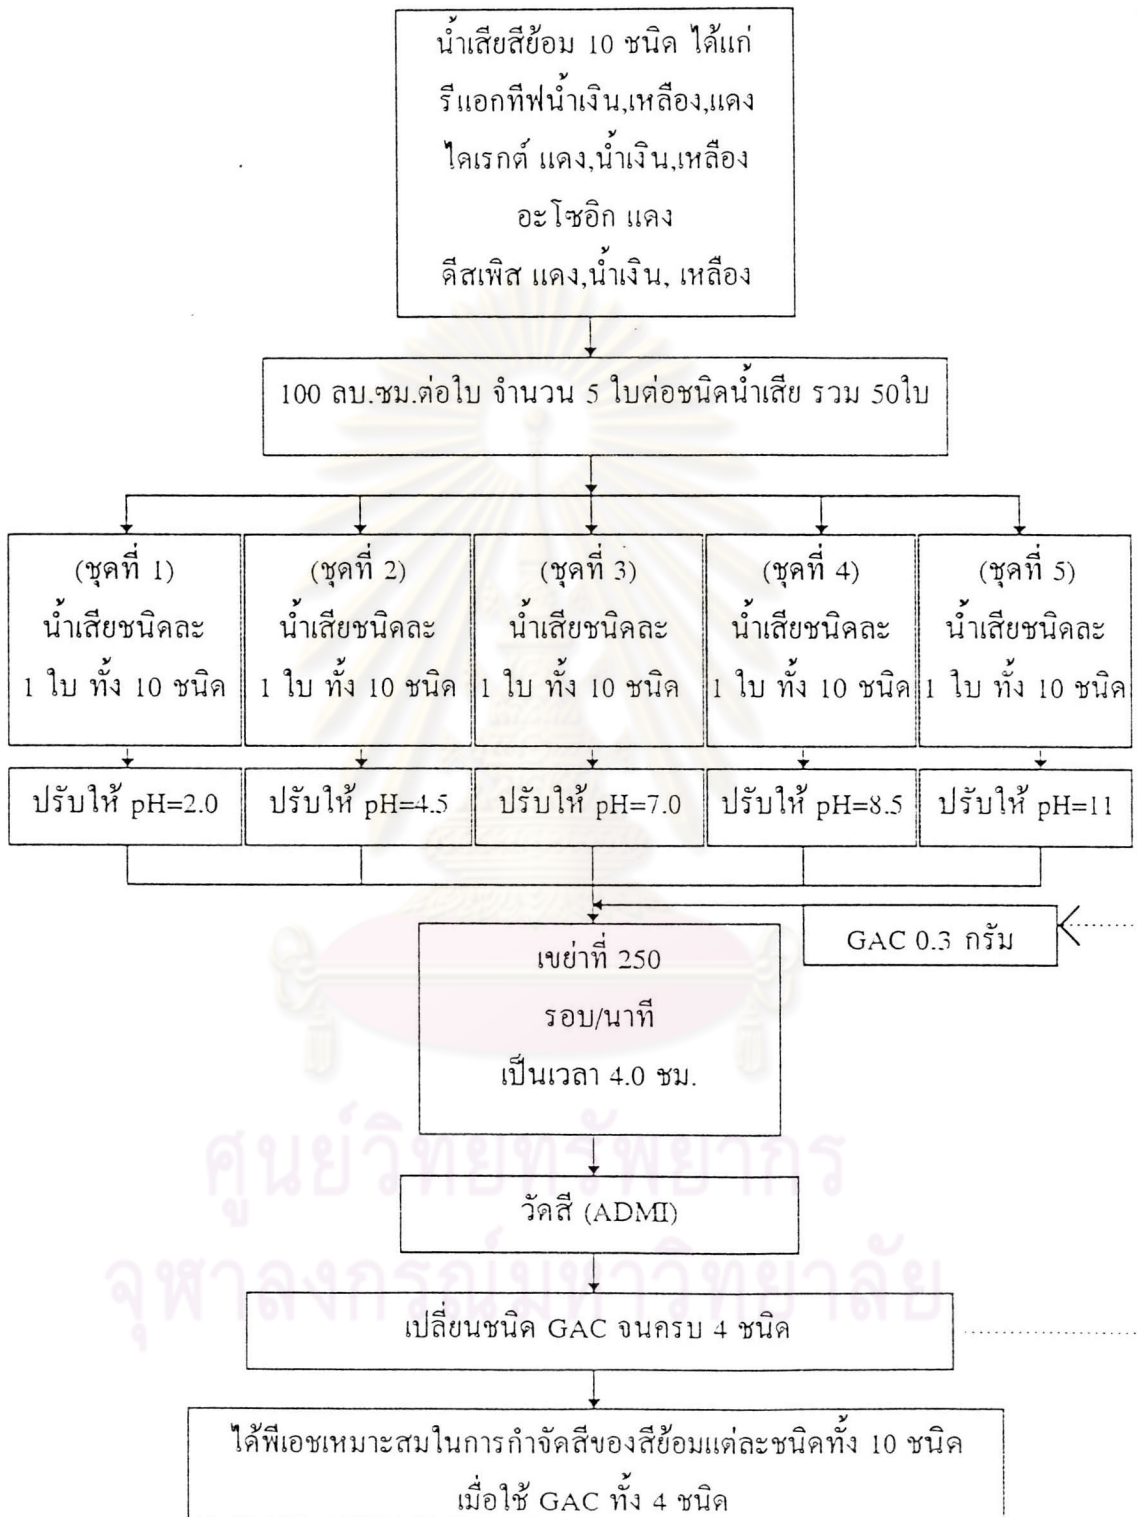 น้ำเสียสีย้อม 10 ชนิด ได้แก่
รีแอกทีฟน้ำเงิน,เหลือง,แดง
ไดเรกต์ แดง,น้ำเงิน,เหลือง
อะโซอิก แดง
ดีสเพิส แดง,น้ำเงิน, เหลือง
100 ลบ.ซม.ต่อใบ จำนวน 5 ใบต่อชนิดน้ำเสีย รวม 50ใบ
(ชุดที่ 1)
น้ำเสียชนิดละ
1 ใบ ทั้ง 10 ชนิด
(ชุดที่ 2)
น้ำเสียชนิดละ
1 ใบ ทั้ง 10 ชนิด
(ชุดที่ 3)
น้ำเสียชนิดละ
1 ใบ ทั้ง 10 ชนิด
(ชุดที่ 4)
น้ำเสียชนิดละ
1 ใบ ทั้ง 10 ชนิด
(ชุดที่ 5)
น้ำเสียชนิดละ
1 ใบ ทั้ง 10 ชนิด
ปรับให้ pH=2.0
ปรับให้ pH=4.5
ปรับให้ pH=7.0
ปรับให้ pH=8.5
ปรับให้ pH=11
GAC 0.3 กรัม
เขย่าที่ 250
รอบ/นาที
เป็นเวลา 4.0 ชม.
วัดสี (ADMI)
เปลี่ยนชนิด GAC จนครบ 4 ชนิด
ได้พีเอชเหมาะสมในการกำจัดสีของสีย้อมแต่ละชนิดทั้ง 10 ชนิด
เมื่อใช้ GAC ทั้ง 4 ชนิด
ศูนย์วิทยทรัพยากร
จุฬาลงกรณ์มหาวิทยาลัย